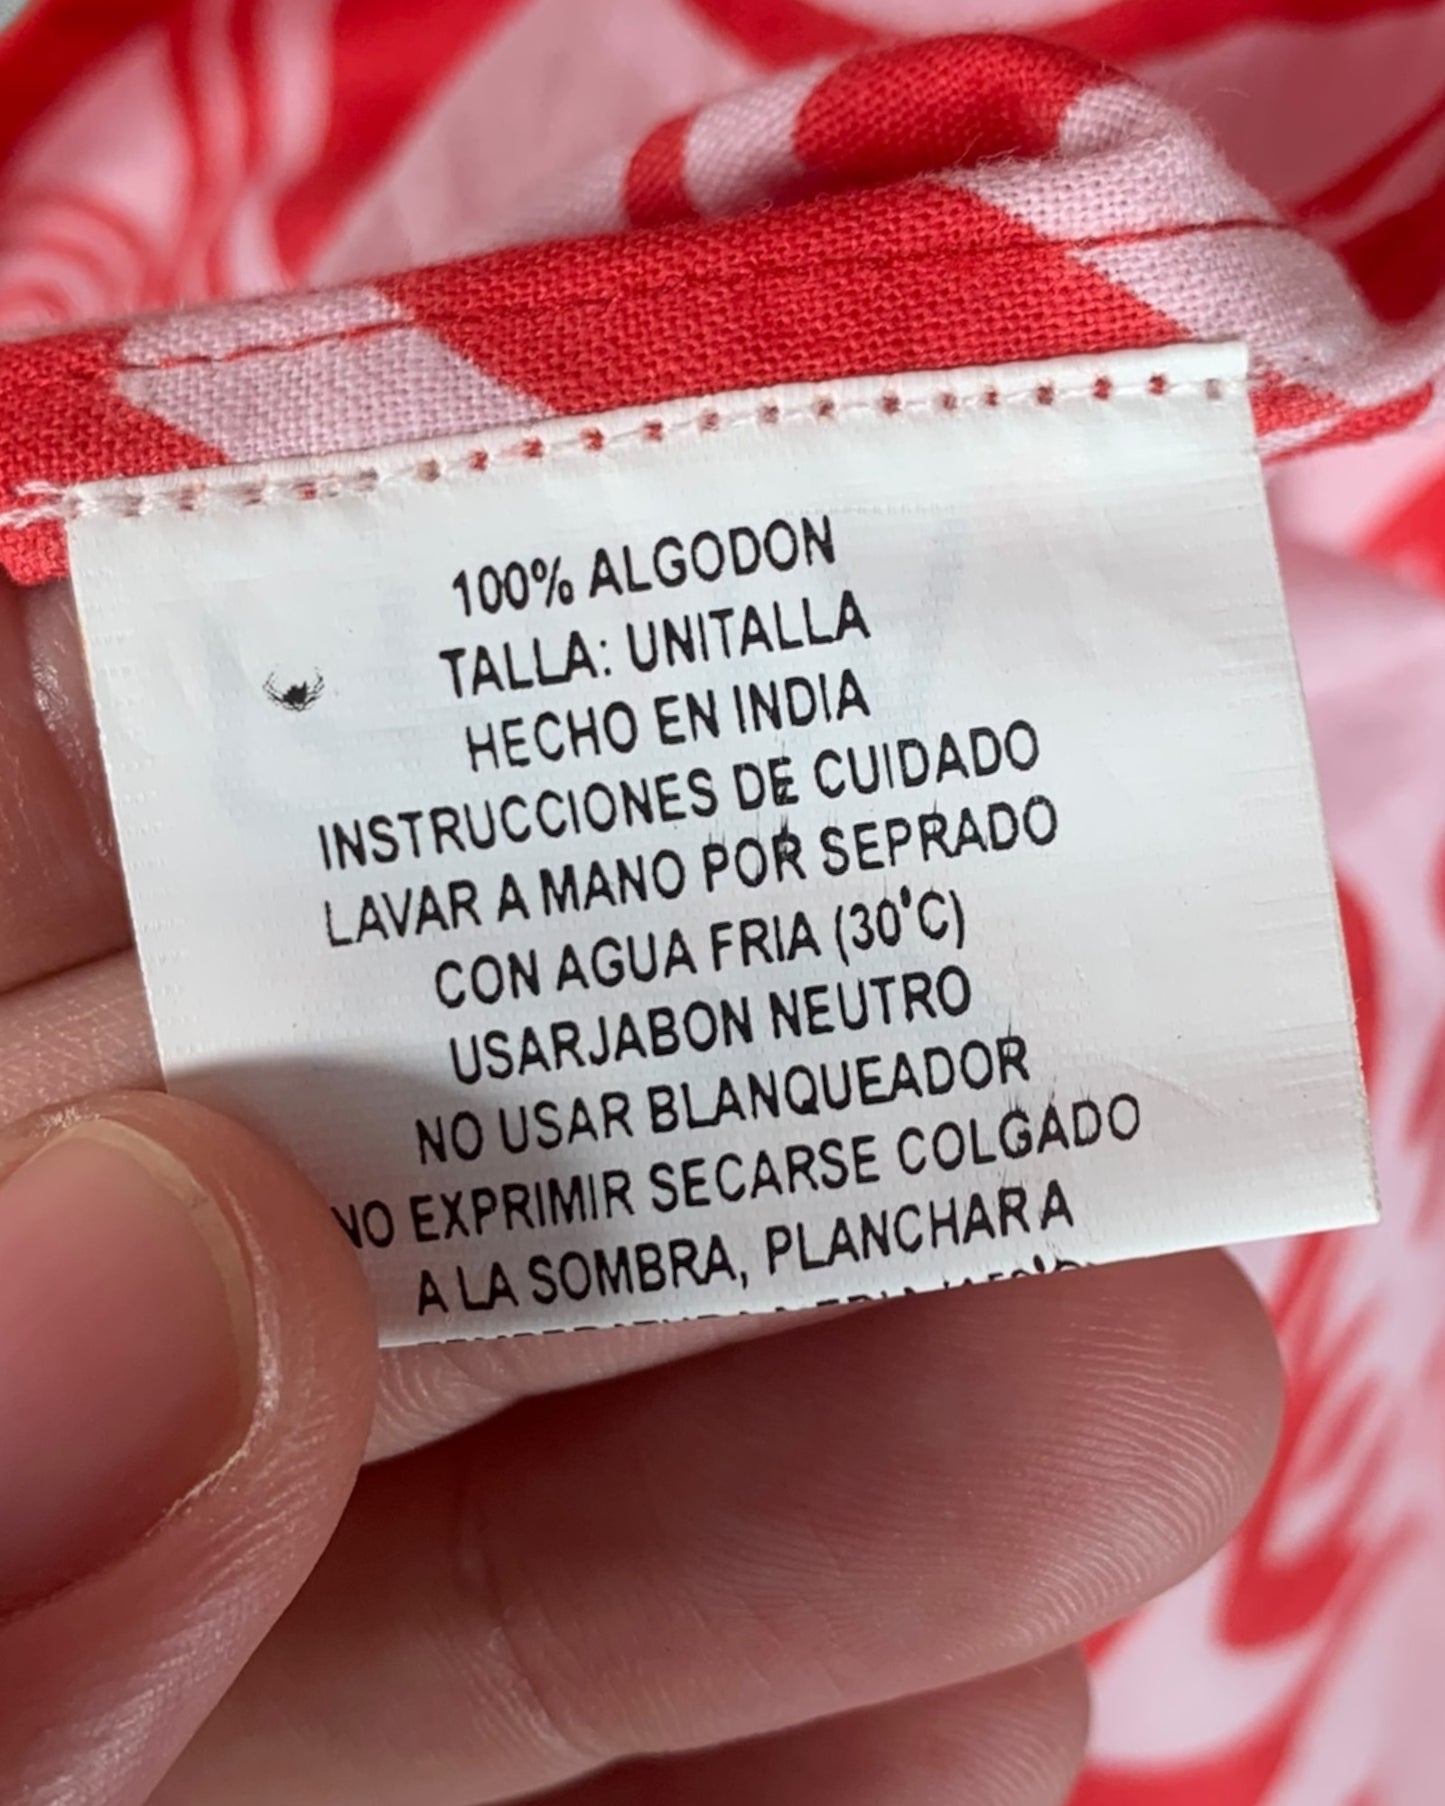 100% ALGODON
TALLA: UNITALLA
HECHO EN INDIA
INSTRUCCIONES DE CUIDADO
LAVAR A MANO POR SEPRADO
CON AGUA FRIA (30°C)
USARJABON NEUTRO
NO USAR BLANQUEADOR
NO EXPRIMIR SECARSE COLGADO
A LA SOMBRA, PLANCHAR A